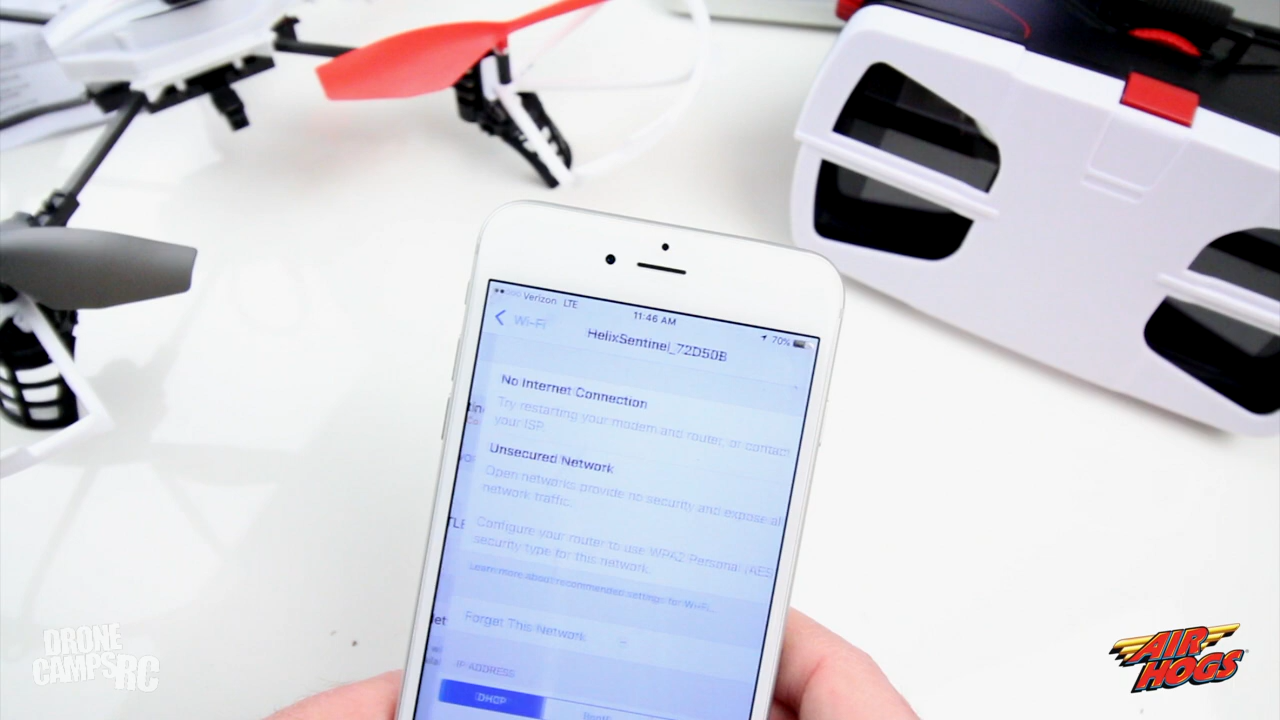 Verizon LTE
11:46 AM
70%
Wi-Fi
HelixSentinel_72D50B
No Internet Connection
Try restarting your modem and router, or contact
your ISP.
Unsecured Network
Open networks provide no security and expose all
network traffic.
Configure your router to use WPA2 Personal (AES
security type for this network.
Learn more about recommended settings for Wi-Fi...
Forget This Network
IP ADDRESS
DHCP
DRONE
CAMPS RC
AIR
HOGS